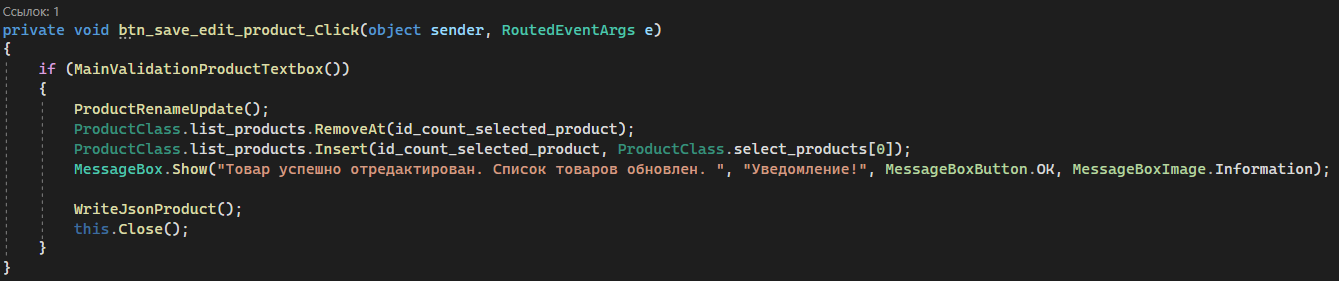 Ссылок: 1
private void btn_save_edit_product_Click(object sender, RoutedEventArgs e)
{
    if (MainValidationProductTextbox())
    {
        ProductRenameUpdate();
        ProductClass.list_products.RemoveAt(id_count_selected_product);
        ProductClass.list_products.Insert(id_count_selected_product, ProductClass.select_products[0]);
        MessageBox.Show("Товар успешно отредактирован. Список товаров обновлен. ", "Уведомление!", MessageBoxButton.OK, MessageBoxImage.Information);

        WriteJsonProduct();
        this.Close();
    }
}